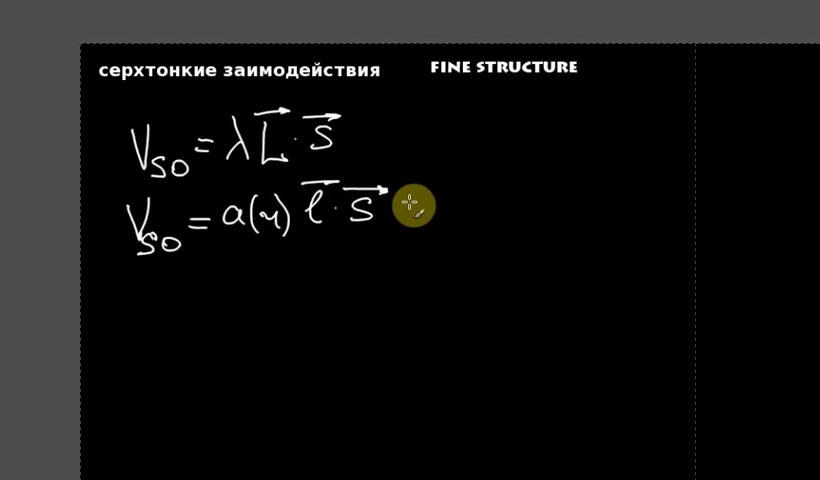 серхтонкие заимодействия FINE STRUCTURE
V_SO = λ L⃗ · S⃗
V_SO = a(r) l⃗ · s⃗